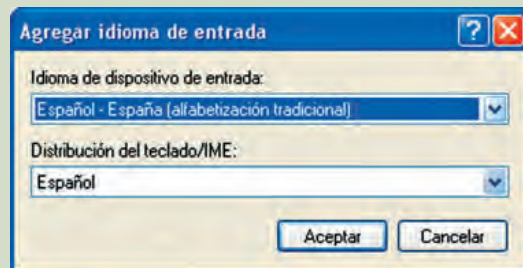 Agregar idioma de entrada
Idioma de dispositivo de entrada:
Español - España (alfabetización tradicional)
Distribución del teclado/IME:
Español
Aceptar
Cancelar